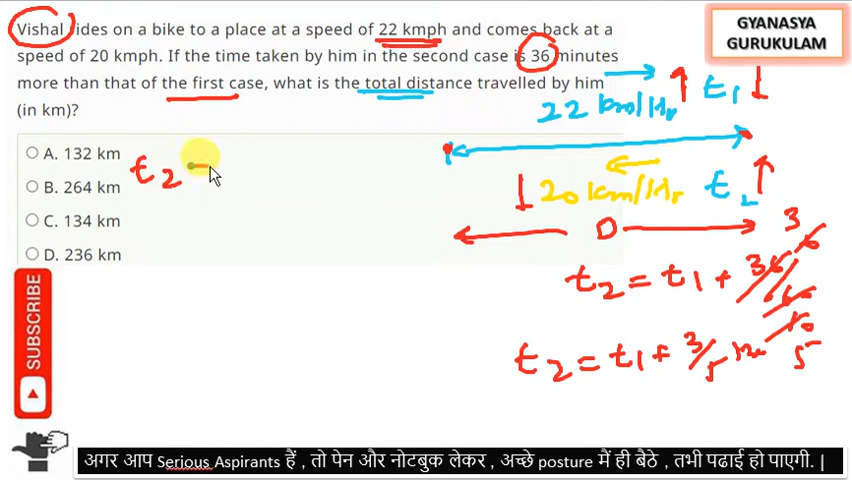 Vishal rides on a bike to a place at a speed of 22 kmph and comes back at a
speed of 20 kmph. If the time taken by him in the second case is 36 minutes
more than that of the first case, what is the total distance travelled by him
(in km)?
GYANASYA
GURUKULAM
22 km/Hr t1
A. 132 km
t2 -
B. 264 km
20 km/Hr t2
C. 134 km
D
D. 236 km
3
t2 = t1 + 36/60
6
10
t2 = t1 + 3/5 hr
5
SUBSCRIBE
अगर आप Serious Aspirants हैं , तो पेन और नोटबुक लेकर , अच्छे posture मैं ही बैठे , तभी पढाई हो पाएगी. |